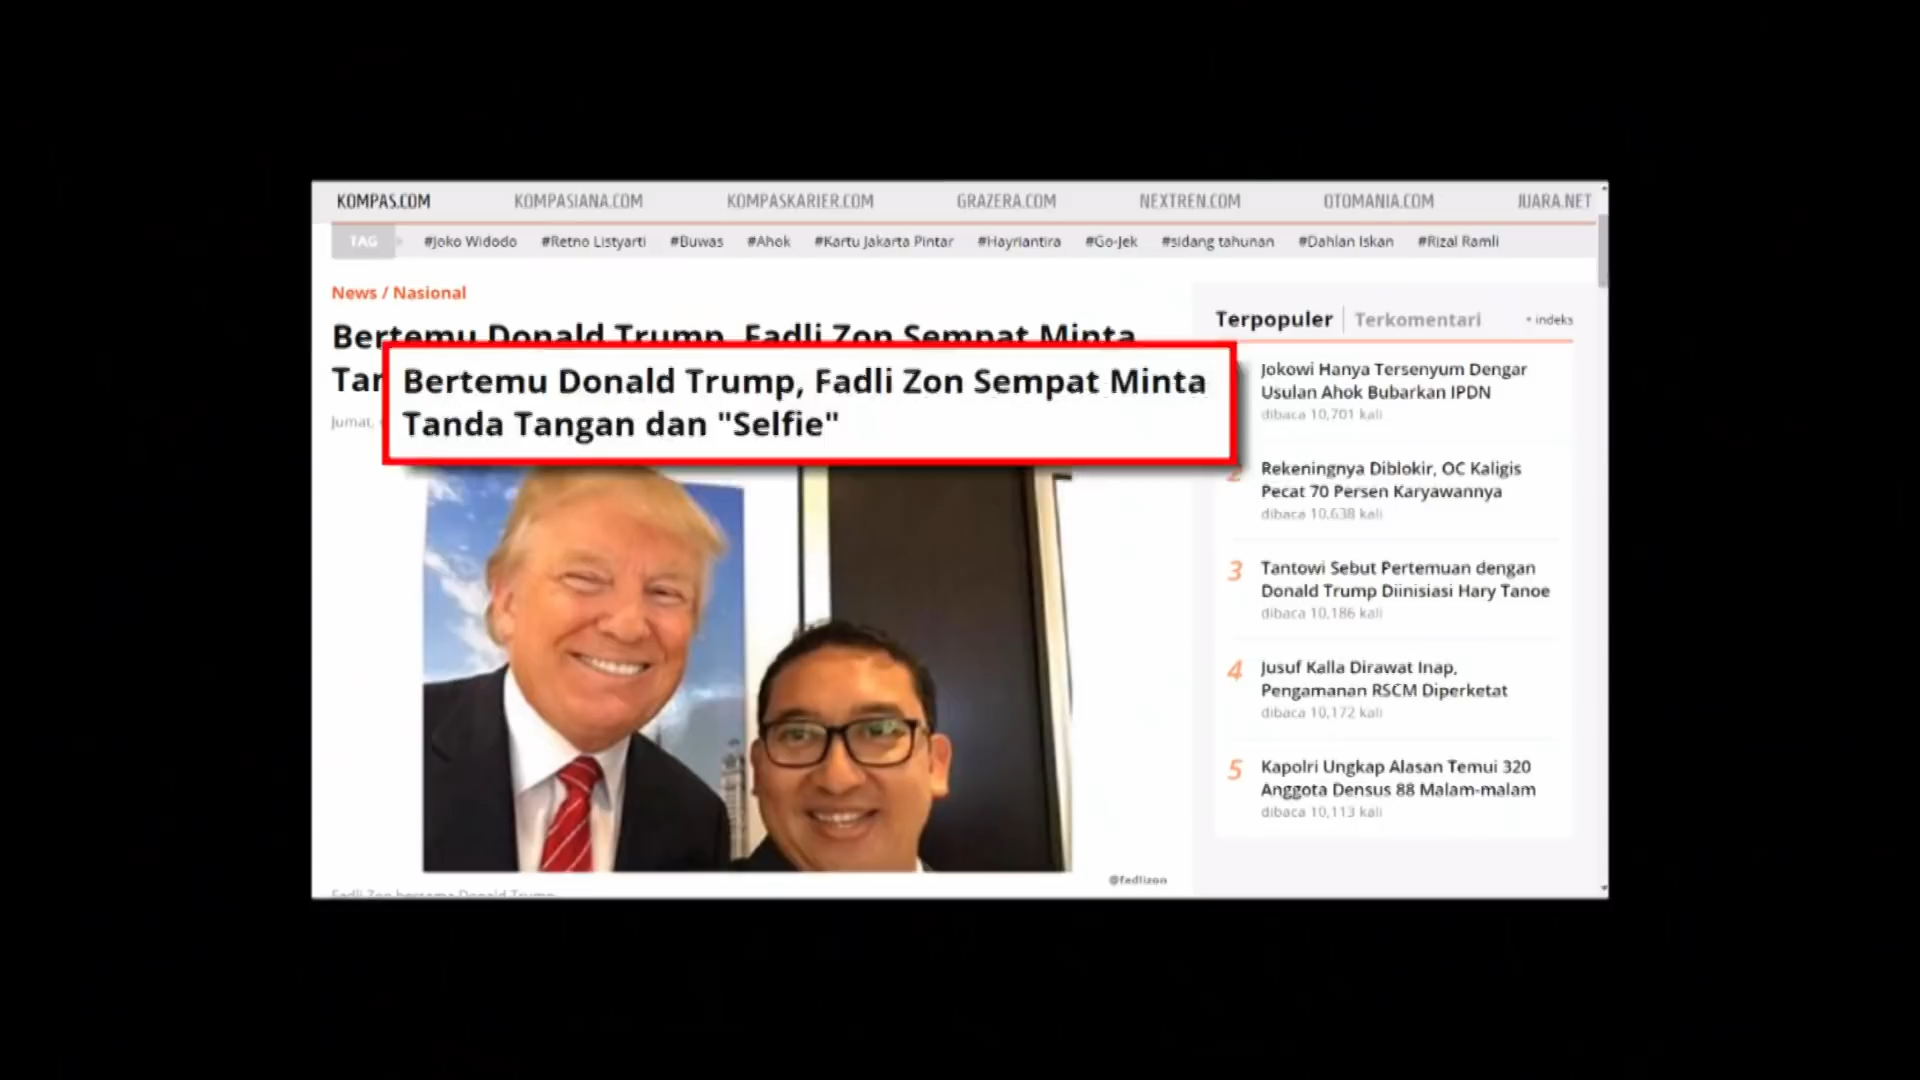 KOMPAS.COM KOMPASIANA.COM KOMPASKARIER.COM GRAZERA.COM NEXTREN.COM OTOMANIA.COM JUARA.NET
TAG #Joko Widodo #Retno Listyarti #Buwas #Ahok #Kartu Jakarta Pintar #Hayriantira #Go-Jek #sidang tahunan #Dahlan Iskan #Rizal Ramli
News / Nasional
Bertemu Donald Trump, Fadli Zon Sempat Minta
Bertemu Donald Trump, Fadli Zon Sempat Minta
Tanda Tangan dan "Selfie"
Jumat,
@fadlizon
Fadli Zon bersama Donald Trump
Terpopuler Terkomentari + indeks
Jokowi Hanya Tersenyum Dengar
Usulan Ahok Bubarkan IPDN
dibaca 10,701 kali
2 Rekeningnya Diblokir, OC Kaligis
Pecat 70 Persen Karyawannya
dibaca 10,638 kali
3 Tantowi Sebut Pertemuan dengan
Donald Trump Diinisiasi Hary Tanoe
dibaca 10,186 kali
4 Jusuf Kalla Dirawat Inap,
Pengamanan RSCM Diperketat
dibaca 10,172 kali
5 Kapolri Ungkap Alasan Temui 320
Anggota Densus 88 Malam-malam
dibaca 10,113 kali